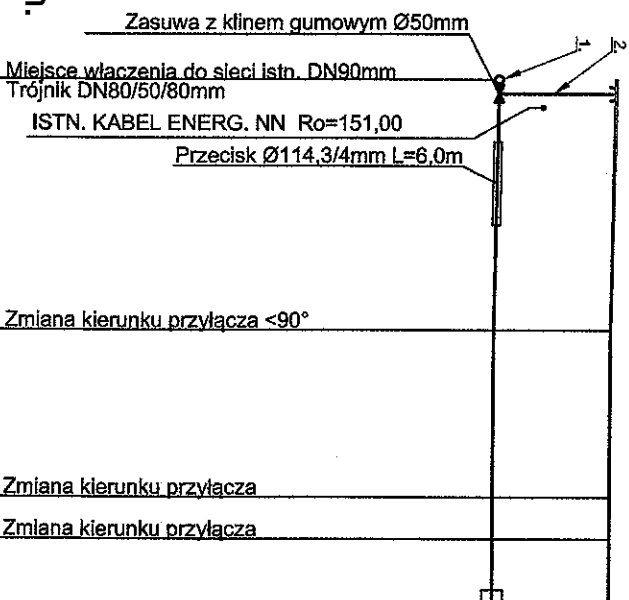 Zasuwa z klinem gumowym Ø50mm
1.
2.
Miejsce włączenia do sieci istn. DN90mm
Trójnik DN80/50/80mm
ISTN. KABEL ENERG. NN Ro=151,00
Przecisk Ø114,3/4mm L=6,0m
Zmiana kierunku przyłącza <90°
Zmiana kierunku przyłącza
Zmiana kierunku przyłącza